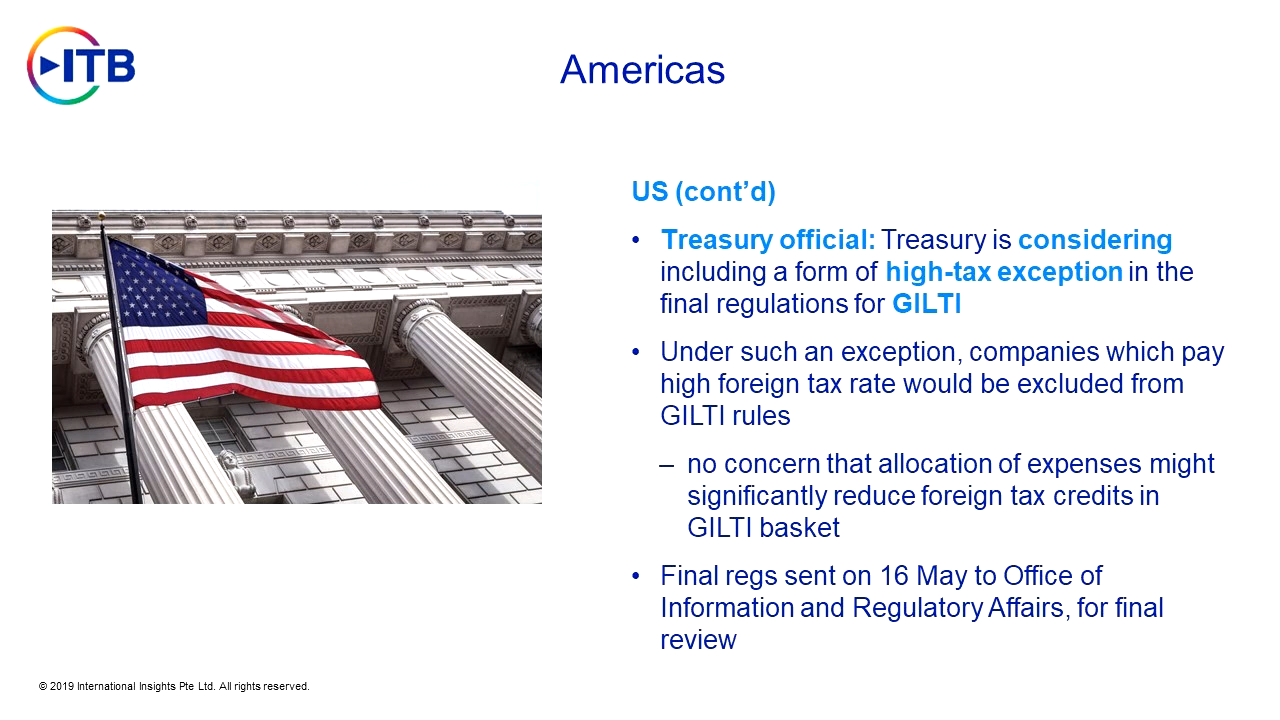 ITB
Americas
US (cont’d)
• Treasury official: Treasury is considering
including a form of high-tax exception in the
final regulations for GILTI
• Under such an exception, companies which pay
high foreign tax rate would be excluded from
GILTI rules
– no concern that allocation of expenses might
significantly reduce foreign tax credits in
GILTI basket
• Final regs sent on 16 May to Office of
Information and Regulatory Affairs, for final
review
© 2019 International Insights Pte Ltd. All rights reserved.